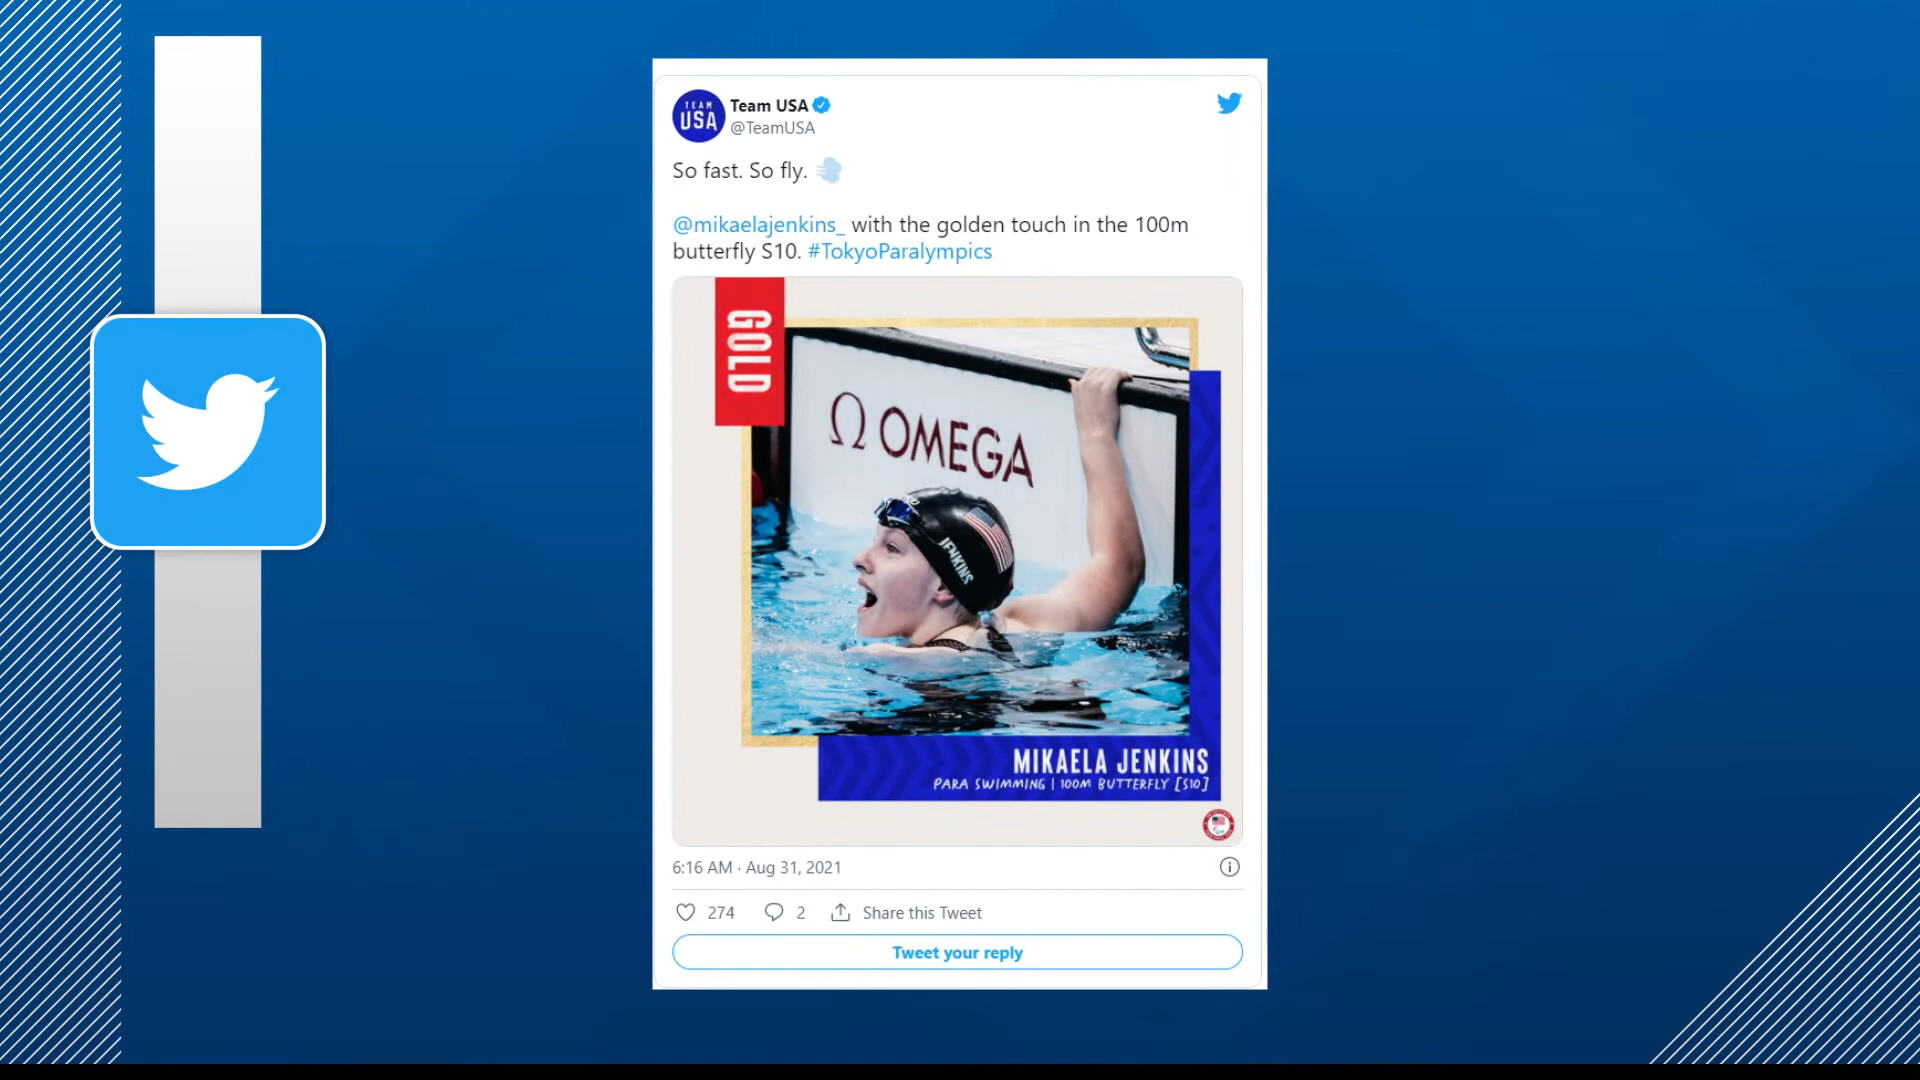 TEAM
USA
Team USA
@TeamUSA
So fast. So fly.
@mikaelajenkins_ with the golden touch in the 100m
butterfly S10. #TokyoParalympics
GOLD
Ω OMEGA
JENKINS
MIKAELA JENKINS
PARA SWIMMING | 100M BUTTERFLY [S10]
6:16 AM · Aug 31, 2021
274
2
Share this Tweet
Tweet your reply